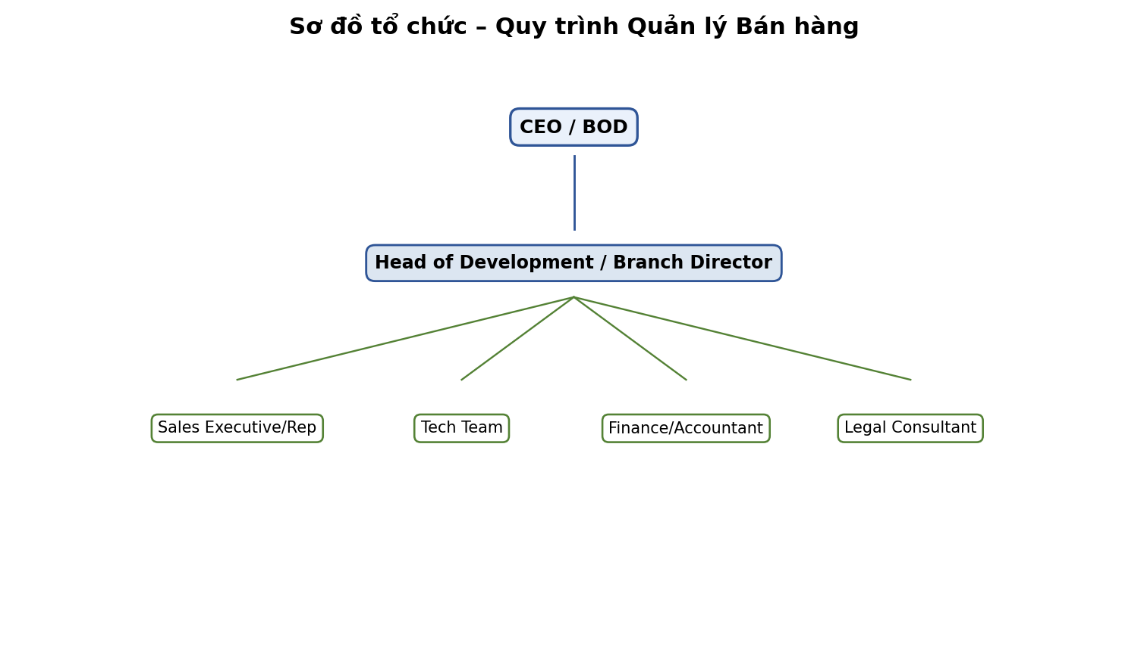 Sơ đồ tổ chức – Quy trình Quản lý Bán hàng
CEO / BOD
Head of Development / Branch Director
Sales Executive/Rep
Tech Team
Finance/Accountant
Legal Consultant